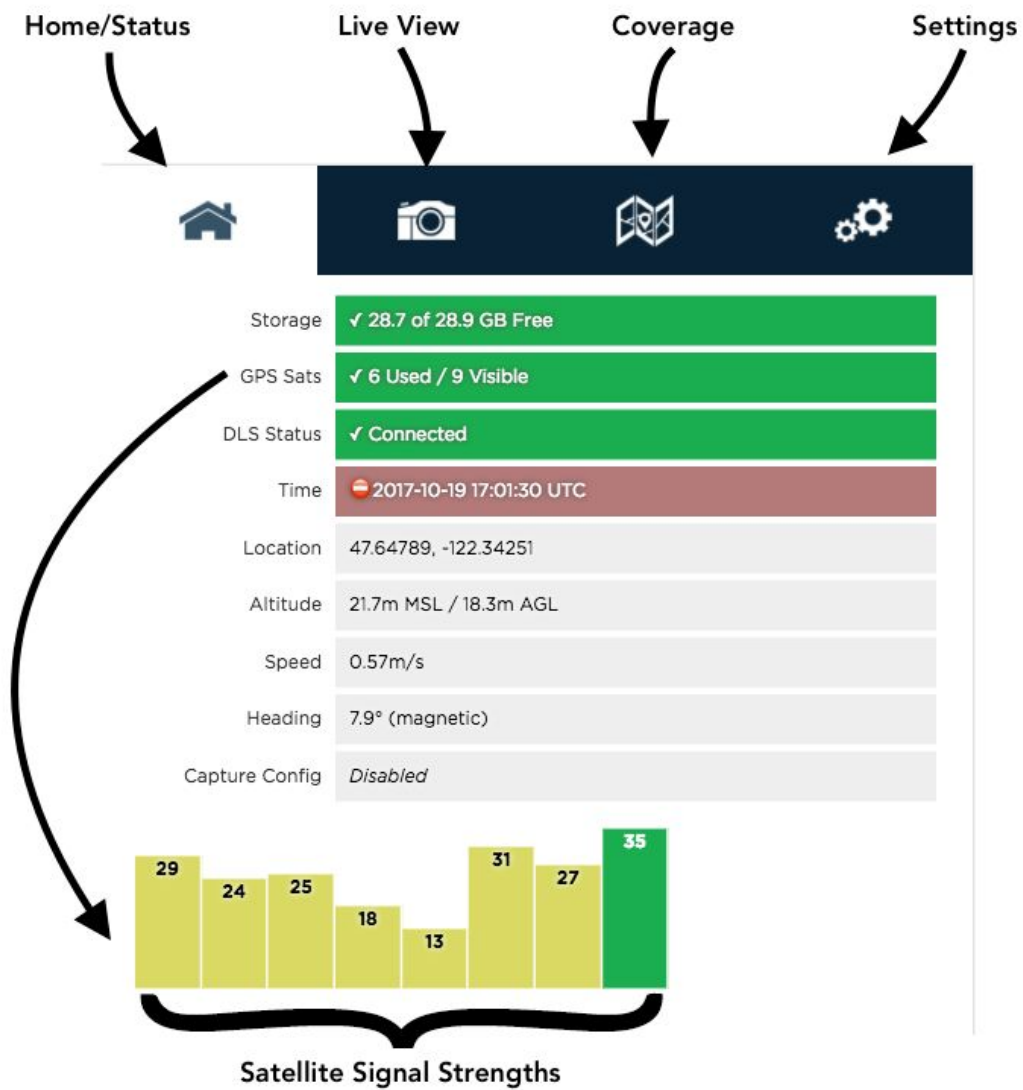 Home/Status Live View Coverage Settings
Storage ✓ 28.7 of 28.9 GB Free
GPS Sats ✓ 6 Used / 9 Visible
DLS Status ✓ Connected
Time 2017-10-19 17:01:30 UTC
Location 47.64789, -122.34251
Altitude 21.7m MSL / 18.3m AGL
Speed 0.57m/s
Heading 7.9° (magnetic)
Capture Config Disabled
29 24 25 18 13 31 27 35
Satellite Signal Strengths